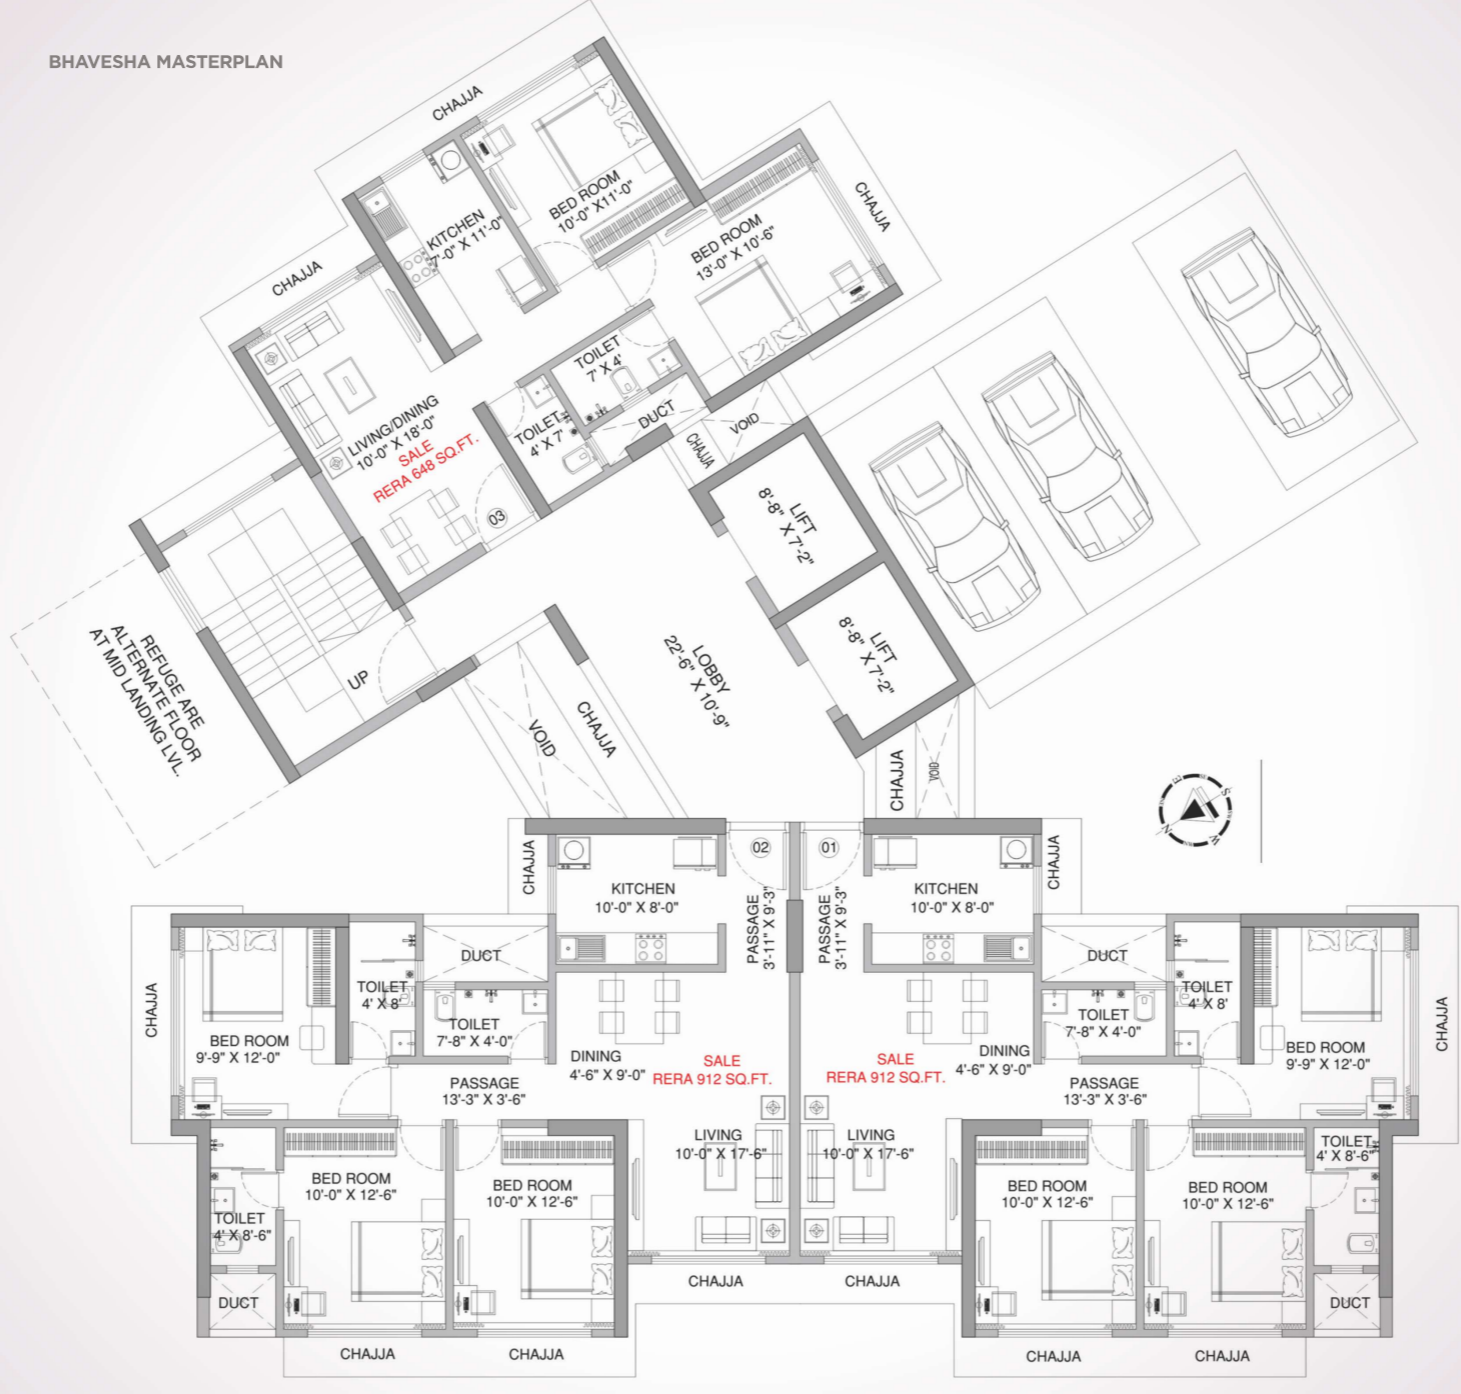 BHAVESHA MASTERPLAN
CHAJJA
CHAJJA
CHAJJA
KITCHEN
7'-0" X 11'-0"
BED ROOM
10'-0" X11'-0"
BED ROOM
13'-0" X 10'-6"
LIVING/DINING
10'-0" X 18'-0"
SALE
RERA 648 SQ.FT.
TOILET
7' X 4'
TOILET
4' X 7'
DUCT
VOID
CHAJJA
03
LIFT
8'-8" X 7'-2"
LIFT
8'-8" X 7'-2"
LOBBY
22'-6" X 10'-9"
UP
REFUGE ARE
ALTERNATE FLOOR
AT MID LANDING LVL.
VOID
CHAJJA
CHAJJA
VOID
E
S
N
W
CHAJJA
KITCHEN
10'-0" X 8'-0"
02
PASSAGE
3'-11" X 9'-3"
01
PASSAGE
3'-11" X 9'-3"
KITCHEN
10'-0" X 8'-0"
CHAJJA
CHAJJA
BED ROOM
9'-9" X 12'-0"
TOILET
4' X 8'
DUCT
TOILET
7'-8" X 4'-0"
DINING
4'-6" X 9'-0"
SALE
RERA 912 SQ.FT.
SALE
RERA 912 SQ.FT.
DINING
4'-6" X 9'-0"
DUCT
TOILET
7'-8" X 4'-0"
TOILET
4' X 8'
BED ROOM
9'-9" X 12'-0"
CHAJJA
PASSAGE
13'-3" X 3'-6"
PASSAGE
13'-3" X 3'-6"
LIVING
10'-0" X 17'-6"
LIVING
10'-0" X 17'-6"
TOILET
4' X 8'-6"
BED ROOM
10'-0" X 12'-6"
BED ROOM
10'-0" X 12'-6"
BED ROOM
10'-0" X 12'-6"
BED ROOM
10'-0" X 12'-6"
TOILET
4' X 8'-6"
DUCT
CHAJJA
CHAJJA
DUCT
CHAJJA
CHAJJA
CHAJJA
CHAJJA